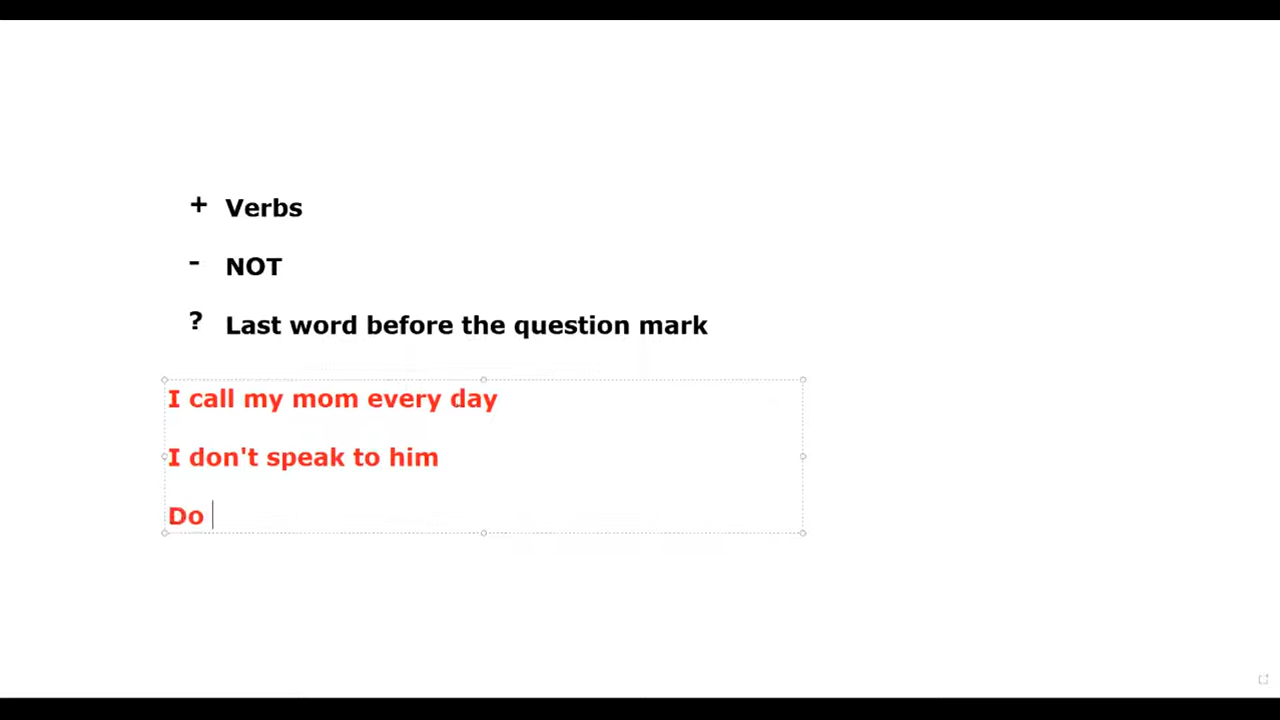 + Verbs
- NOT
? Last word before the question mark
I call my mom every day
I don't speak to him
Do